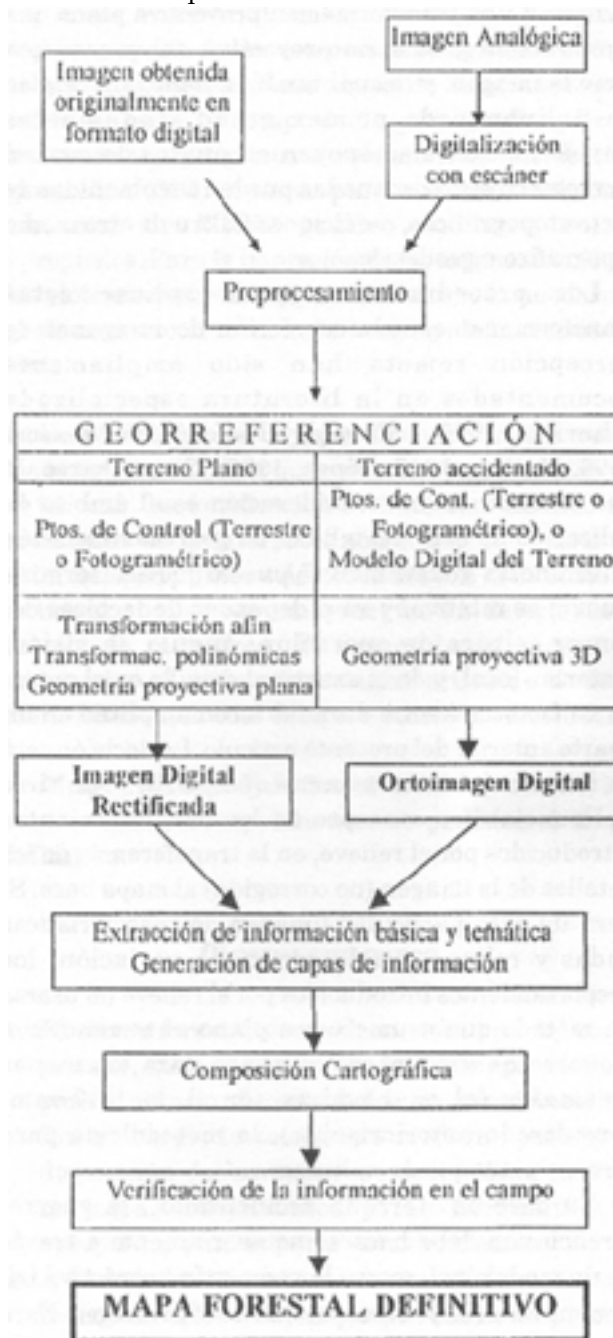 Imagen Analógica
Imagen obtenida
originalmente en
formato digital
Digitalización
con escáner
Preprocesamiento
GEORREFERENCIACIÓN
Terreno Plano
Terreno accidentado
Ptos. de Control (Terrestre
o Fotogramétrico)
Ptos. de Cont. (Terrestre o
Fotogramétrico), o
Modelo Digital del Terreno
Transformación afin
Transformac. polinómicas
Geometría proyectiva plana
Geometría proyectiva 3D
Imagen Digital
Rectificada
Ortoimagen Digital
Extracción de información básica y temática
Generación de capas de información
Composición Cartográfica
Verificación de la información en el campo
MAPA FORESTAL DEFINITIVO